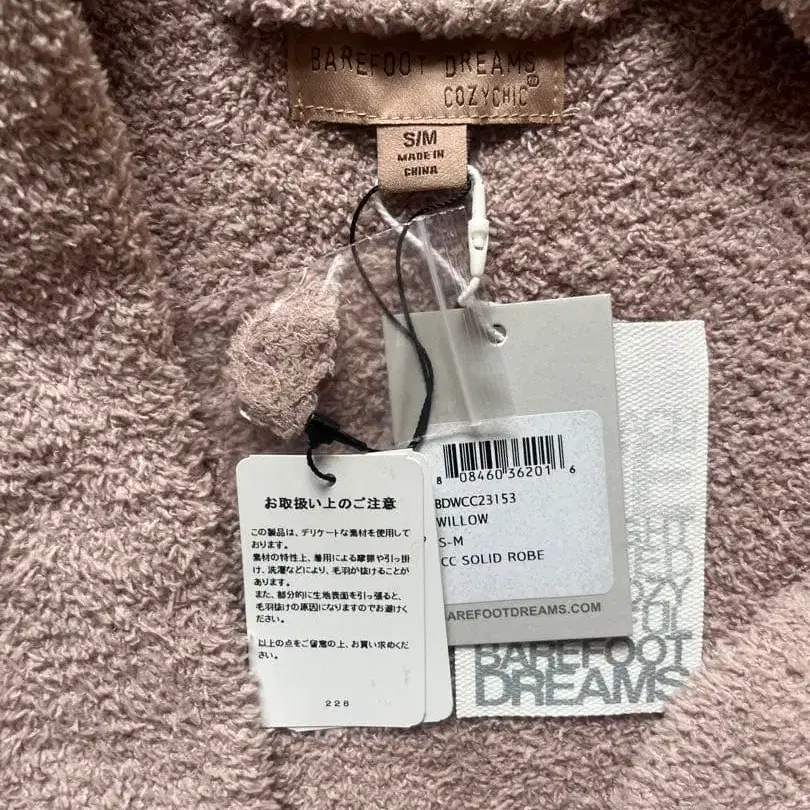 BAREFOOT DREAMS
COZYCHIC®
S/M
MADE IN
CHINA
8 08460 36201 6
BDWCC23153
WILLOW
S-M
CC SOLID ROBE
BAREFOOTDREAMS.COM
お取扱い上のご注意
この製品は、デリケートな素材を使用して
おります。
素材の特性上、着用による摩擦や引っ掛
け、洗濯などにより、毛羽が抜けることが
あります。
また、部分的に生地表面を引っ張ると、
毛羽抜けの原因になりますのでお避けく
ださい。
以上の点をご留意の上、お買い求めくだ
さい。
226
BAREFOOT
DREAMS